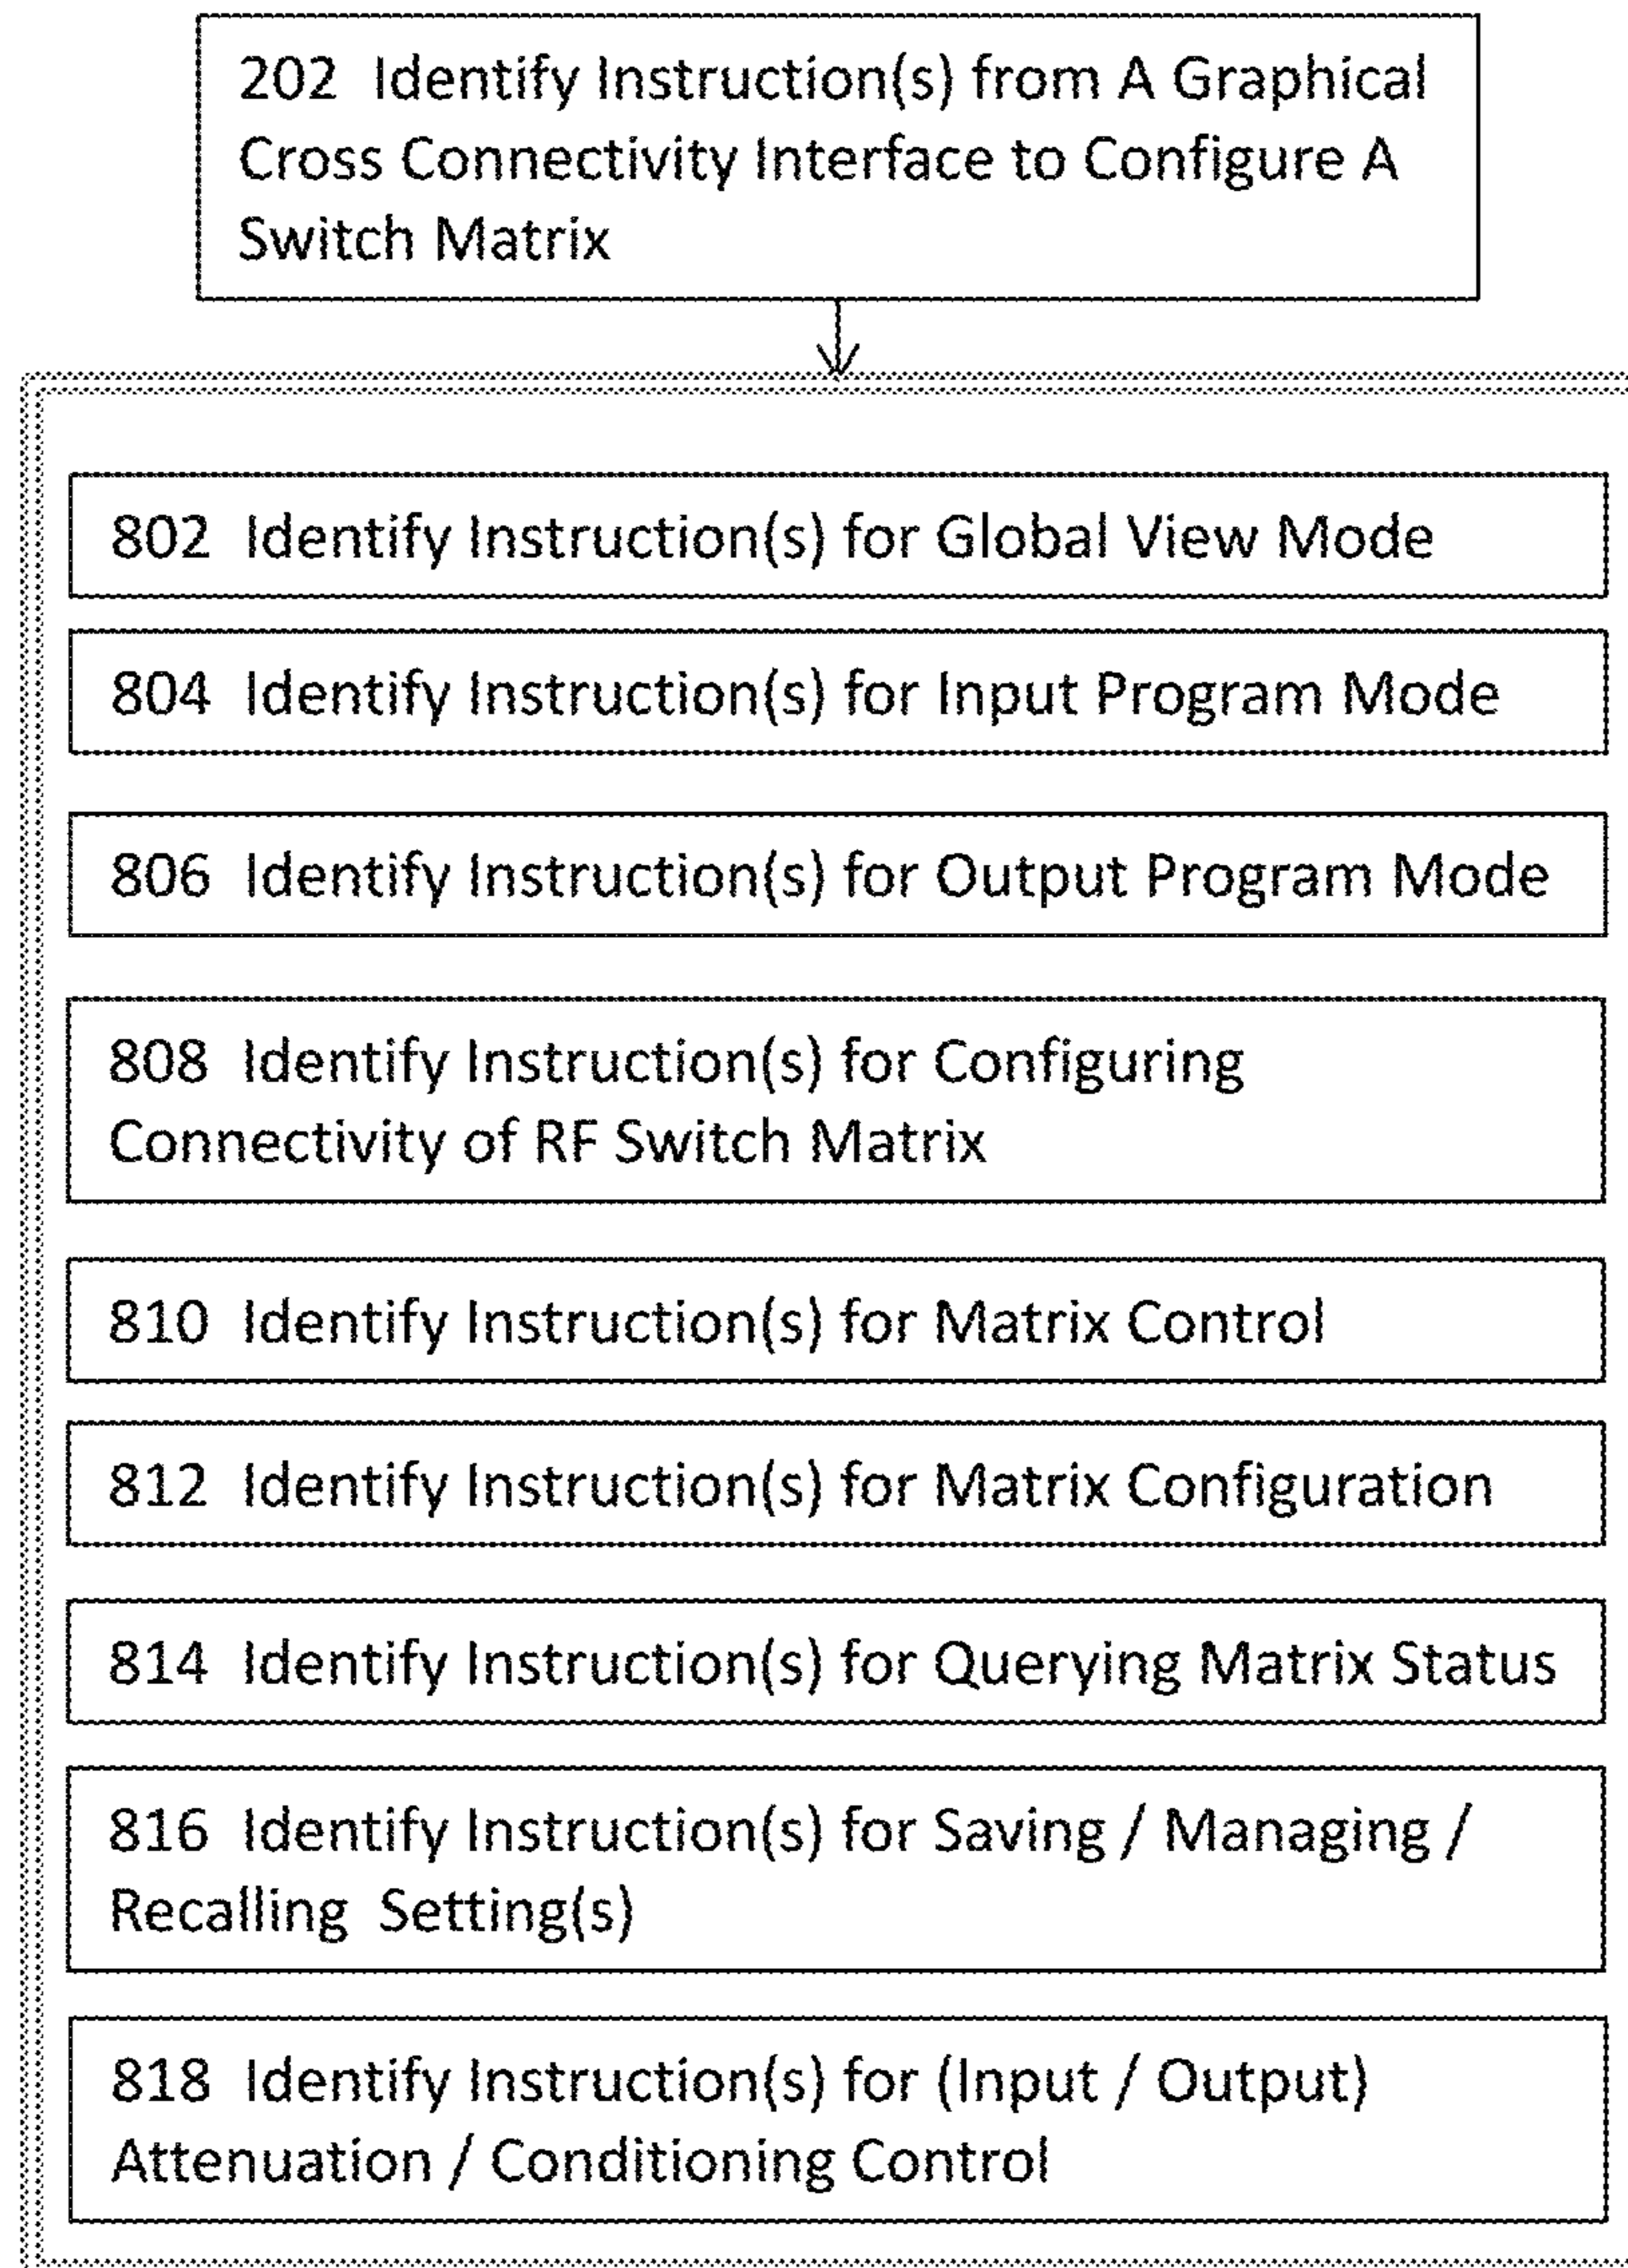 202 Identify Instruction(s) from A Graphical
Cross Connectivity Interface to Configure A
Switch Matrix
802 Identify Instruction(s) for Global View Mode
804 Identify Instruction(s) for Input Program Mode
806 Identify Instruction(s) for Output Program Mode
808 Identify Instruction(s) for Configuring
Connectivity of RF Switch Matrix
810 Identify Instruction(s) for Matrix Control
812 Identify Instruction(s) for Matrix Configuration
814 Identify Instruction(s) for Querying Matrix Status
816 Identify Instruction(s) for Saving / Managing /
Recalling Setting(s)
818 Identify Instruction(s) for (Input / Output)
Attenuation / Conditioning Control